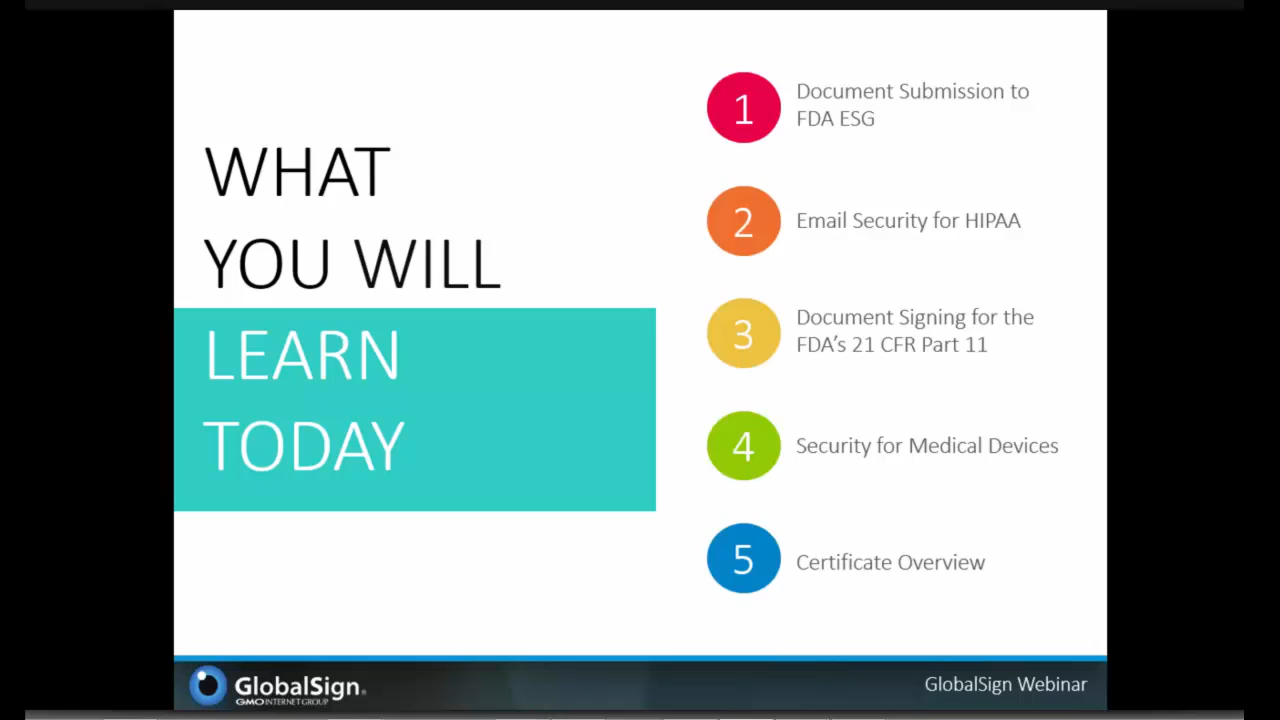 WHAT
YOU WILL
LEARN
TODAY
1
Document Submission to
FDA ESG
2
Email Security for HIPAA
3
Document Signing for the
FDA's 21 CFR Part 11
4
Security for Medical Devices
5
Certificate Overview
GlobalSign®
GMO INTERNET GROUP
GlobalSign Webinar